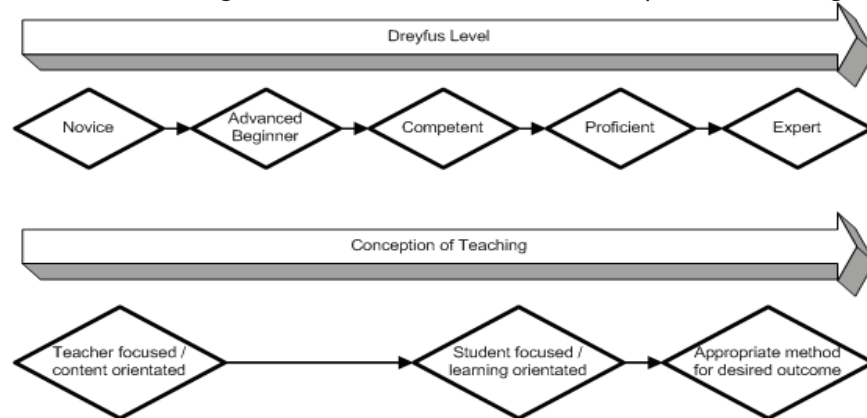 Dreyfus Level
Novice
Advanced
Beginner
Competent
Proficient
Expert
Conception of Teaching
Teacher focused /
content orientated
Student focused /
learning orientated
Appropriate method
for desired outcome